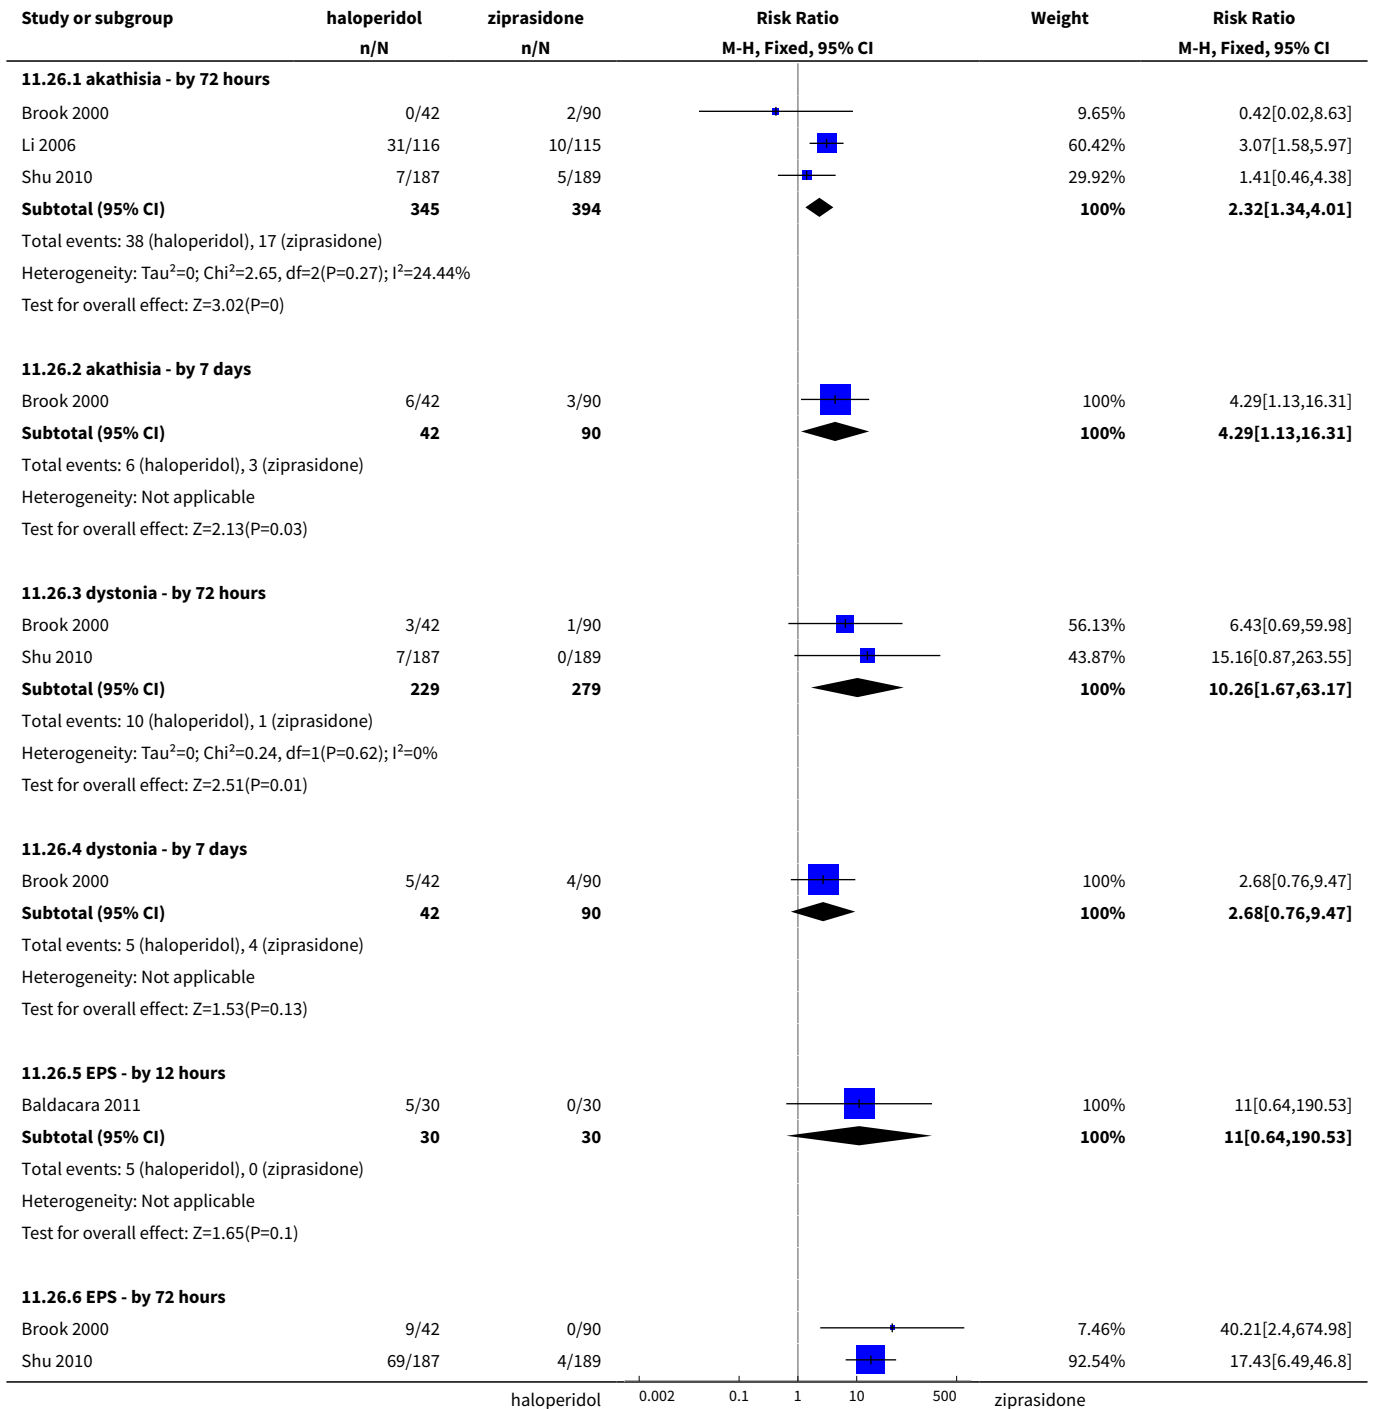 Study or subgroup haloperidol ziprasidone Risk Ratio Weight Risk Ratio
n/N n/N M-H, Fixed, 95% CI M-H, Fixed, 95% CI
11.26.1 akathisia - by 72 hours
Brook 2000 0/42 2/90 9.65% 0.42[0.02,8.63]
Li 2006 31/116 10/115 60.42% 3.07[1.58,5.97]
Shu 2010 7/187 5/189 29.92% 1.41[0.46,4.38]
Subtotal (95% CI) 345 394 100% 2.32[1.34,4.01]
Total events: 38 (haloperidol), 17 (ziprasidone)
Heterogeneity: Tau²=0; Chi²=2.65, df=2(P=0.27); I²=24.44%
Test for overall effect: Z=3.02(P=0)
11.26.2 akathisia - by 7 days
Brook 2000 6/42 3/90 100% 4.29[1.13,16.31]
Subtotal (95% CI) 42 90 100% 4.29[1.13,16.31]
Total events: 6 (haloperidol), 3 (ziprasidone)
Heterogeneity: Not applicable
Test for overall effect: Z=2.13(P=0.03)
11.26.3 dystonia - by 72 hours
Brook 2000 3/42 1/90 56.13% 6.43[0.69,59.98]
Shu 2010 7/187 0/189 43.87% 15.16[0.87,263.55]
Subtotal (95% CI) 229 279 100% 10.26[1.67,63.17]
Total events: 10 (haloperidol), 1 (ziprasidone)
Heterogeneity: Tau²=0; Chi²=0.24, df=1(P=0.62); I²=0%
Test for overall effect: Z=2.51(P=0.01)
11.26.4 dystonia - by 7 days
Brook 2000 5/42 4/90 100% 2.68[0.76,9.47]
Subtotal (95% CI) 42 90 100% 2.68[0.76,9.47]
Total events: 5 (haloperidol), 4 (ziprasidone)
Heterogeneity: Not applicable
Test for overall effect: Z=1.53(P=0.13)
11.26.5 EPS - by 12 hours
Baldacara 2011 5/30 0/30 100% 11[0.64,190.53]
Subtotal (95% CI) 30 30 100% 11[0.64,190.53]
Total events: 5 (haloperidol), 0 (ziprasidone)
Heterogeneity: Not applicable
Test for overall effect: Z=1.65(P=0.1)
11.26.6 EPS - by 72 hours
Brook 2000 9/42 0/90 7.46% 40.21[2.4,674.98]
Shu 2010 69/187 4/189 92.54% 17.43[6.49,46.8]
haloperidol 0.002 0.1 1 10 500 ziprasidone